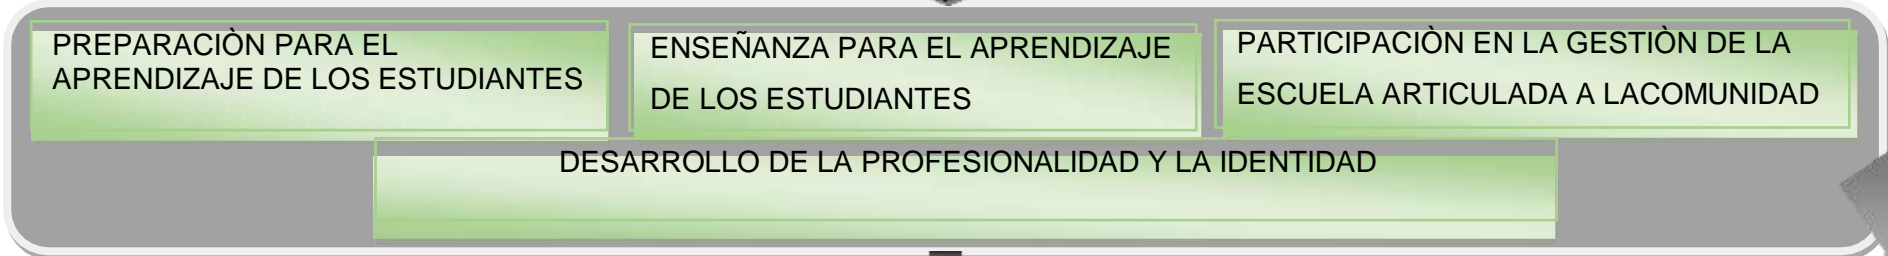 PREPARACIÒN PARA EL
APRENDIZAJE DE LOS ESTUDIANTES
ENSEÑANZA PARA EL APRENDIZAJE
DE LOS ESTUDIANTES
PARTICIPACIÒN EN LA GESTIÒN DE LA
ESCUELA ARTICULADA A LACOMUNIDAD
DESARROLLO DE LA PROFESIONALIDAD Y LA IDENTIDAD